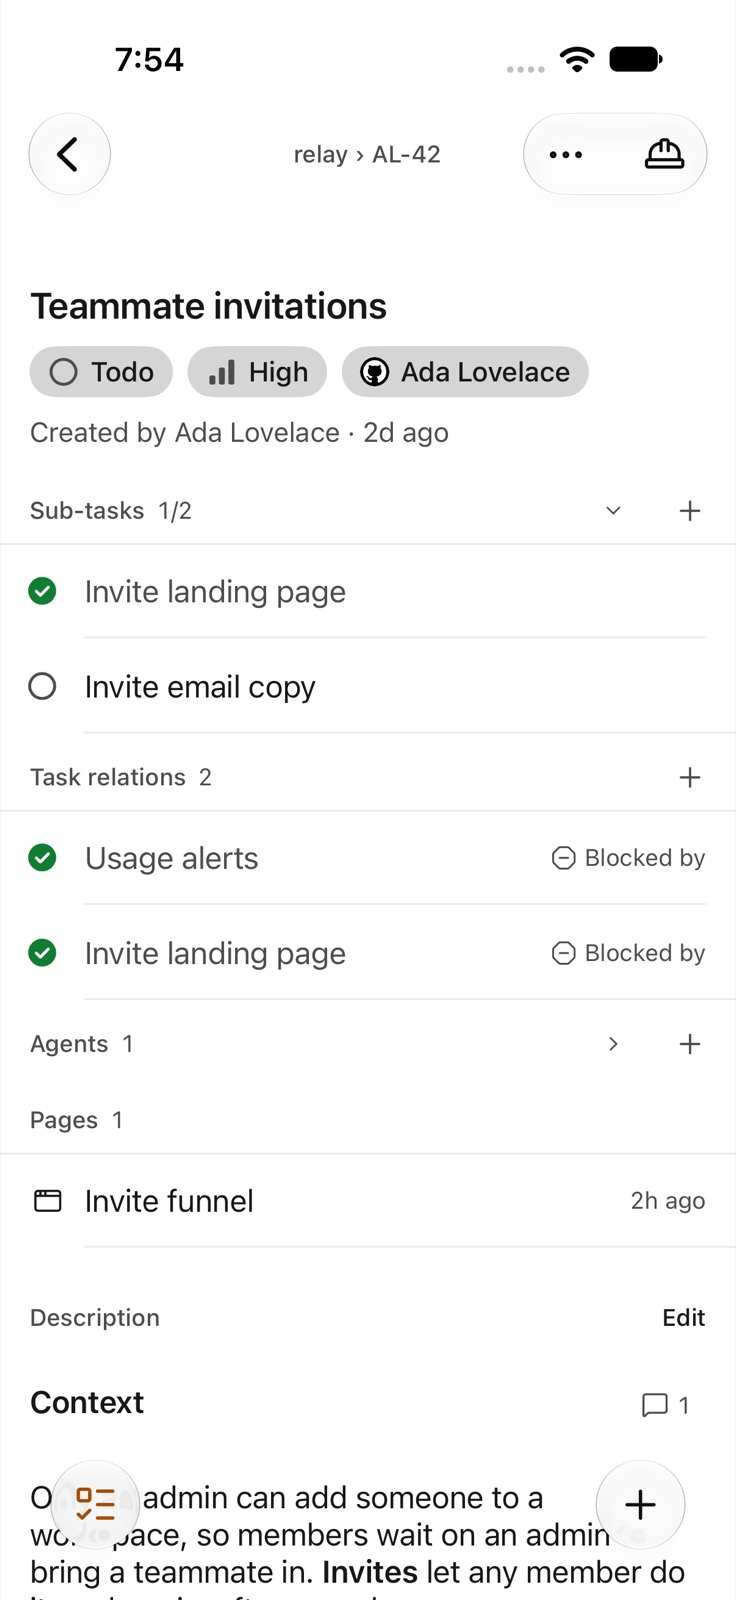 7:54
relay › AL-42
Teammate invitations
Todo High Ada Lovelace
Created by Ada Lovelace · 2d ago
Sub-tasks 1/2
Invite landing page
Invite email copy
Task relations 2
Usage alerts Blocked by
Invite landing page Blocked by
Agents 1
Pages 1
Invite funnel 2h ago
Description Edit
Context 1
admin can add someone to a
so members wait on an admin
bring a teammate in. Invites let any member do